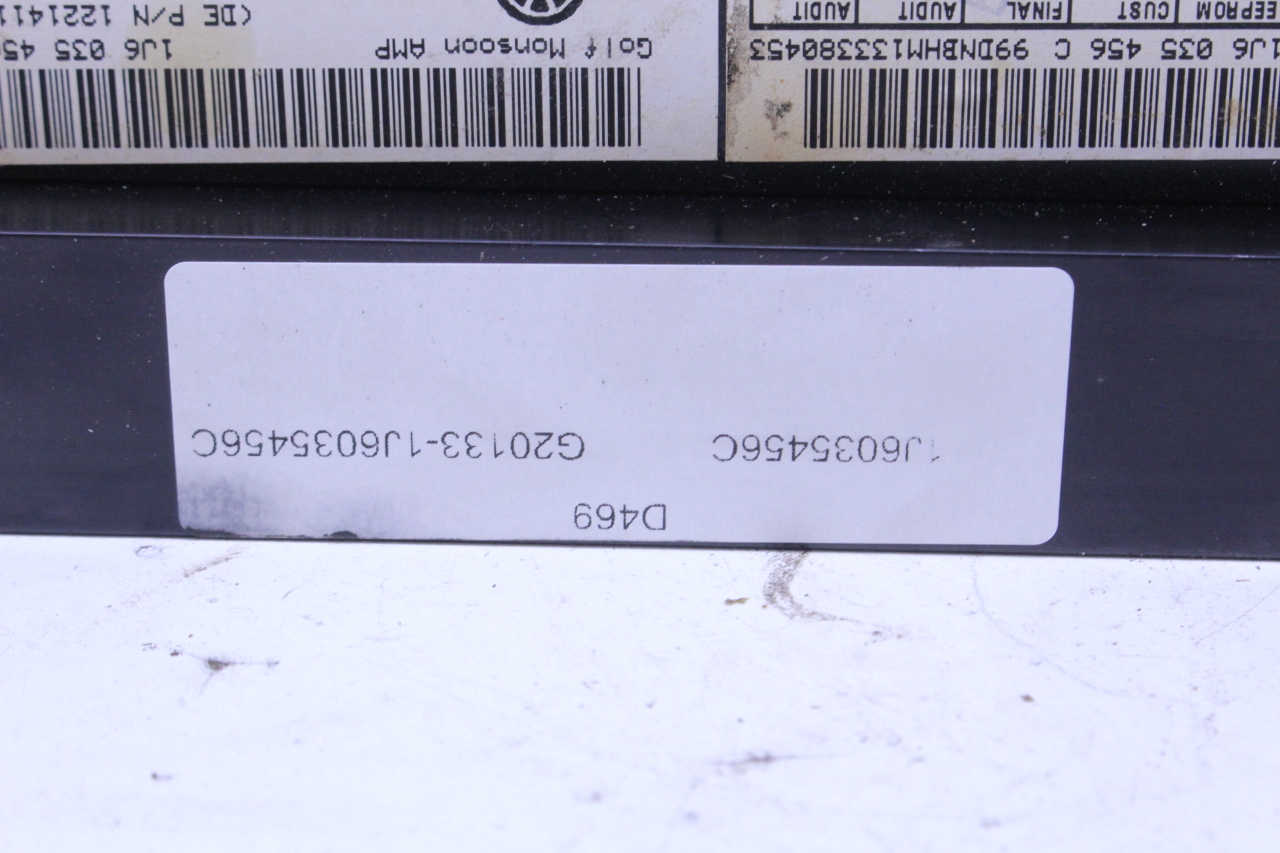 D469
1J6035456C G20133-1J6035456C
1J6 035 456 C 99DNBHM133380453
EEPROM CUST FINAL AUDIT AUDIT
Golf Monsoon AMP 1J6 035 45
(DE P/N 1221411